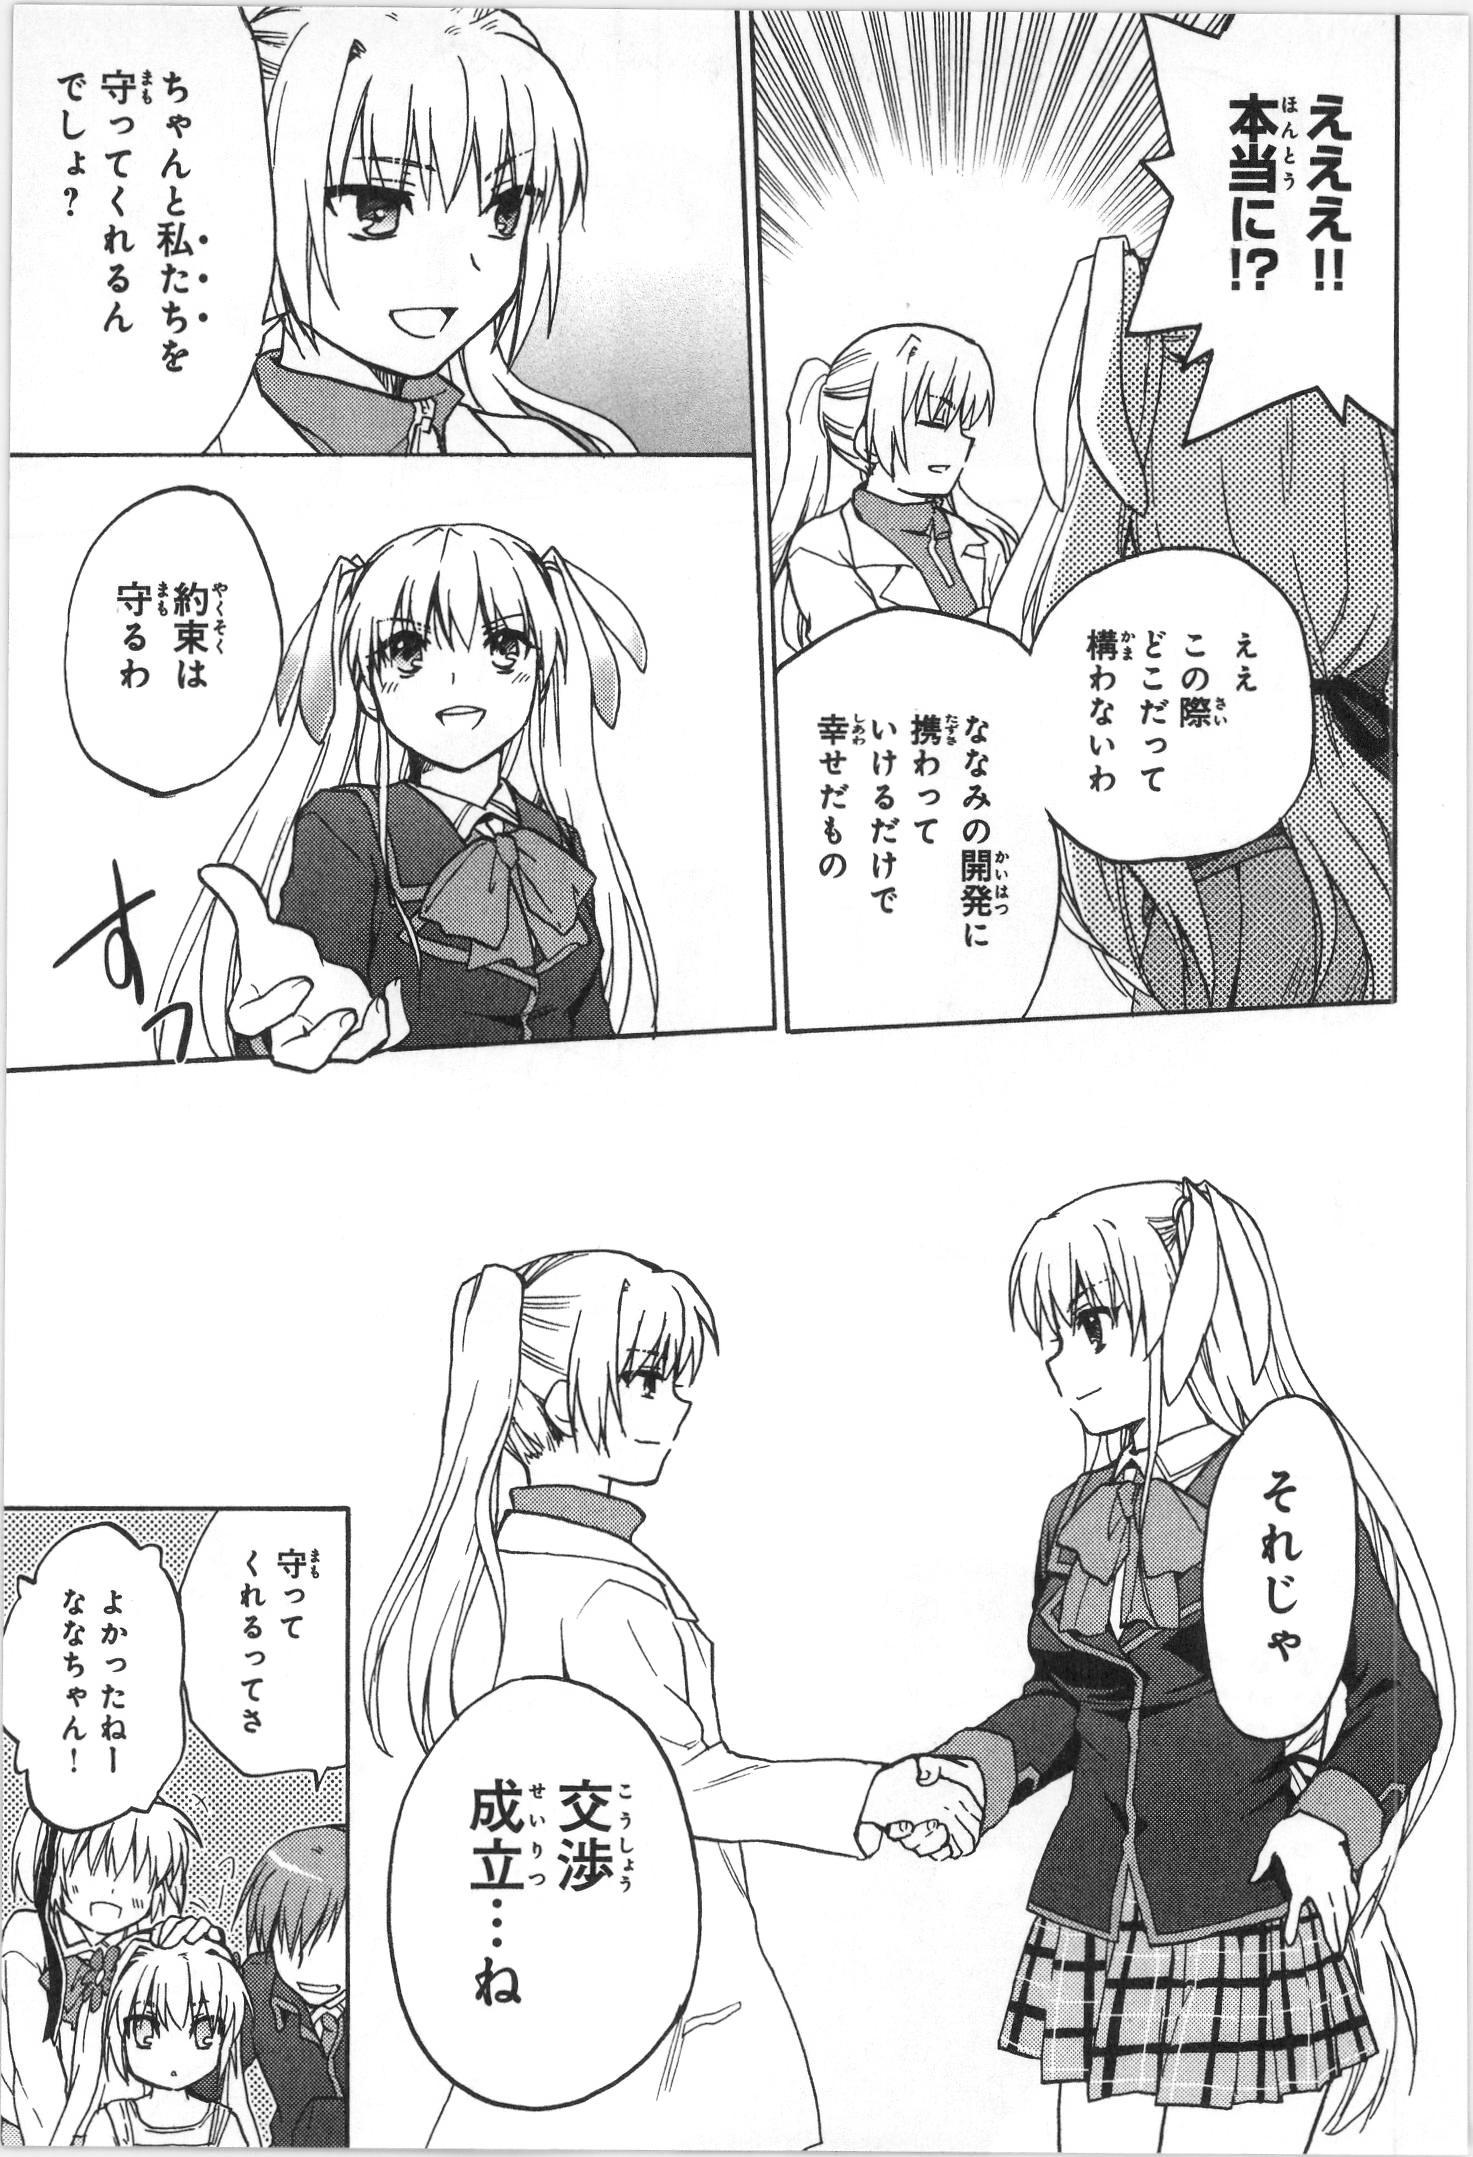 えええ!!
本当に!?
ええ
この際
どこだって
構わないわ
ななみの開発に
携わって
いけるだけで
幸せだもの
ちゃんと私たちを
守ってくれるん
でしょ?
約束は
守るわ
すっ
それじゃ
交渉
成立…ね
守って
くれるってさ
よかったねー
ななちゃん!